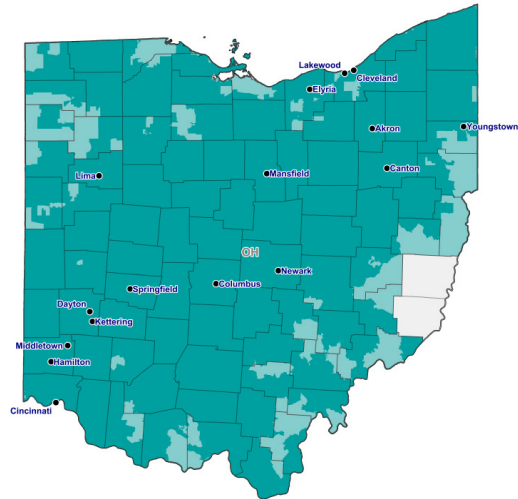 Lakewood
Cleveland
Elyria
Akron
Youngstown
Canton
Mansfield
Lima
OH
Newark
Columbus
Springfield
Dayton
Kettering
Middletown
Hamilton
Cincinnati